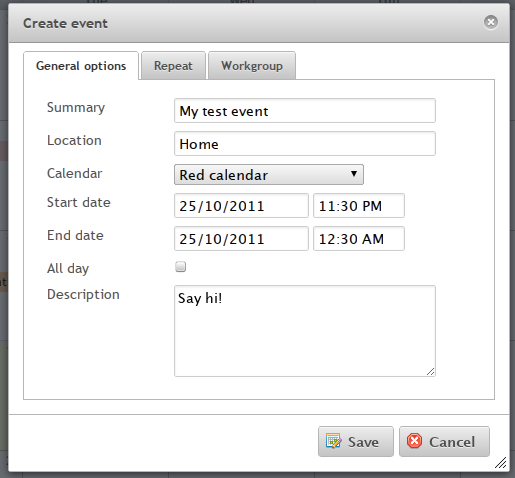 Create event
General options Repeat Workgroup
Summary My test event
Location Home
Calendar Red calendar
Start date 25/10/2011 11:30 PM
End date 25/10/2011 12:30 AM
All day
Description Say hi!
Save Cancel